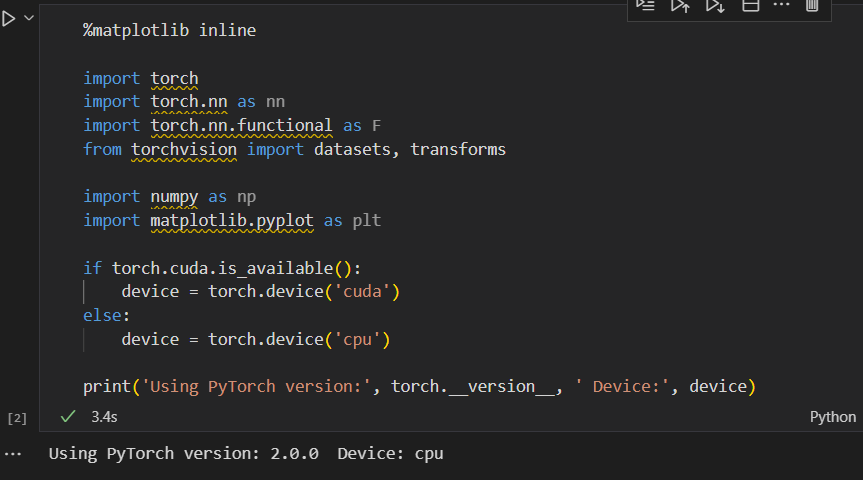 %matplotlib inline
import torch
import torch.nn as nn
import torch.nn.functional as F
from torchvision import datasets, transforms
import numpy as np
import matplotlib.pyplot as plt
if torch.cuda.is_available():
    device = torch.device('cuda')
else:
    device = torch.device('cpu')
print('Using PyTorch version:', torch.__version__, ' Device:', device)
[2] 3.4s Python
Using PyTorch version: 2.0.0  Device: cpu